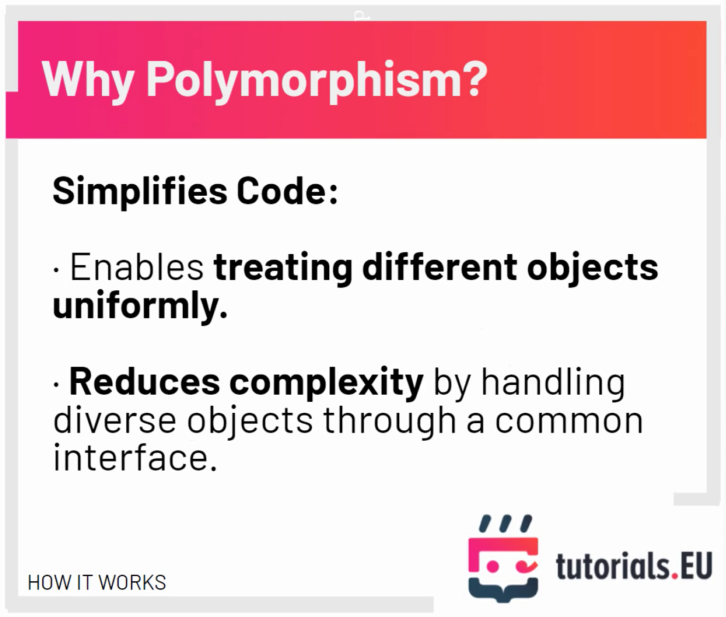 Why Polymorphism?
Simplifies Code:
· Enables treating different objects
uniformly.
· Reduces complexity by handling
diverse objects through a common
interface.
HOW IT WORKS
tutorials.EU